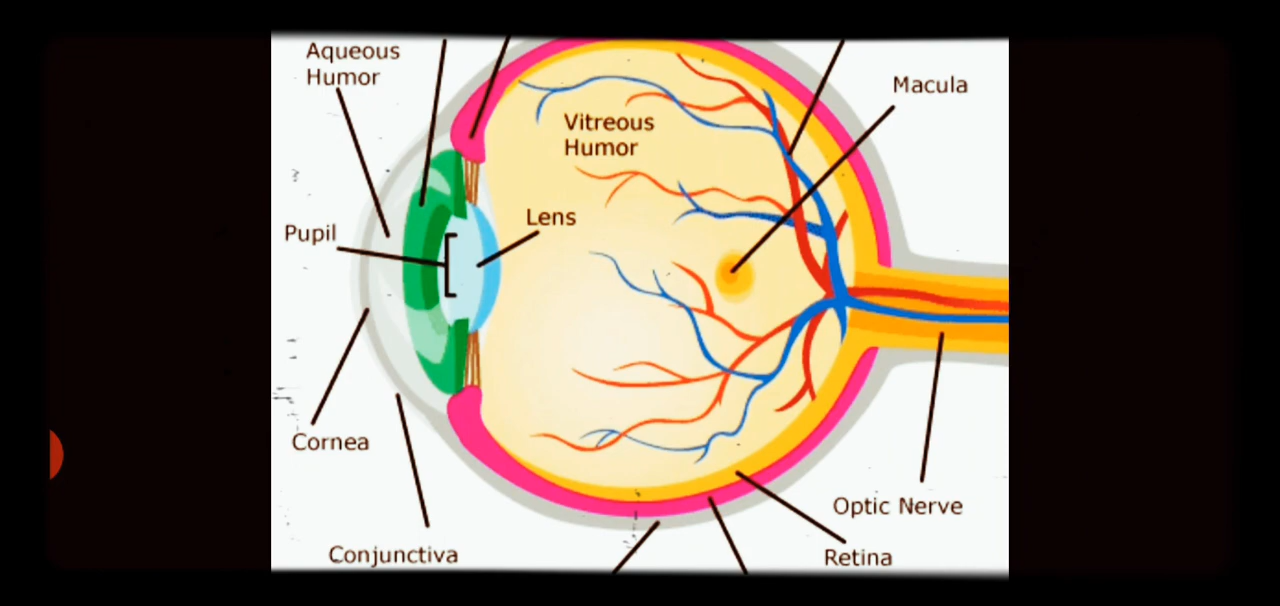 Aqueous
Humor
Macula
Vitreous
Humor
Lens
Pupil
Cornea
Optic Nerve
Conjunctiva
Retina